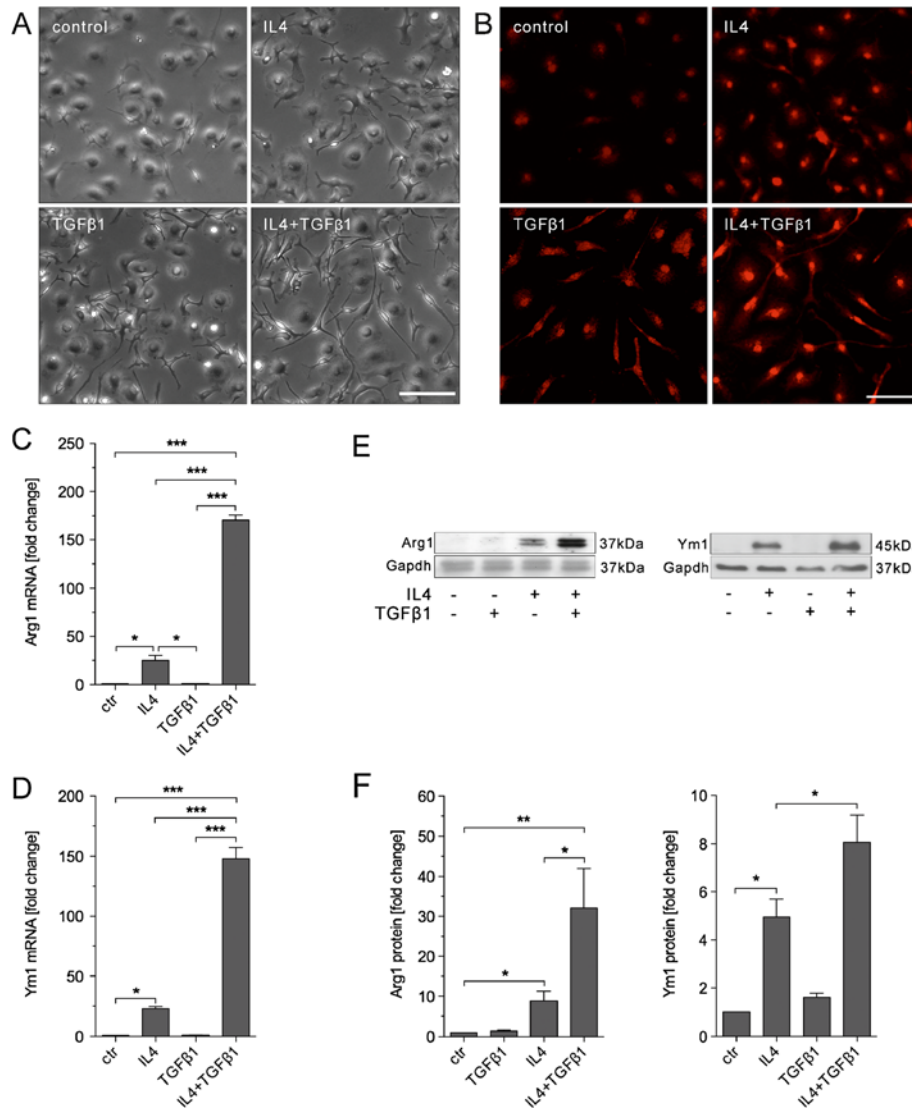 A
control
IL4
TGFβ1
IL4+TGFβ1
B
control
IL4
TGFβ1
IL4+TGFβ1
C
Arg1 mRNA [fold change]
250
200
150
100
50
25
0
***
***
***
*
*
ctr
IL4
TGFβ1
IL4+TGFβ1
D
Ym1 mRNA [fold change]
200
150
100
50
25
0
***
***
***
*
ctr
IL4
TGFβ1
IL4+TGFβ1
E
Arg1 37kDa
Gapdh 37kDa
IL4 - - + +
TGFβ1 - + - +
Ym1 45kD
Gapdh 37kD
- + - +
- - + +
F
Arg1 protein [fold change]
60
50
40
30
20
10
0
**
*
*
ctr
TGFβ1
IL4
IL4+TGFβ1
Ym1 protein [fold change]
10
8
6
4
2
0
*
*
ctr
IL4
TGFβ1
IL4+TGFβ1